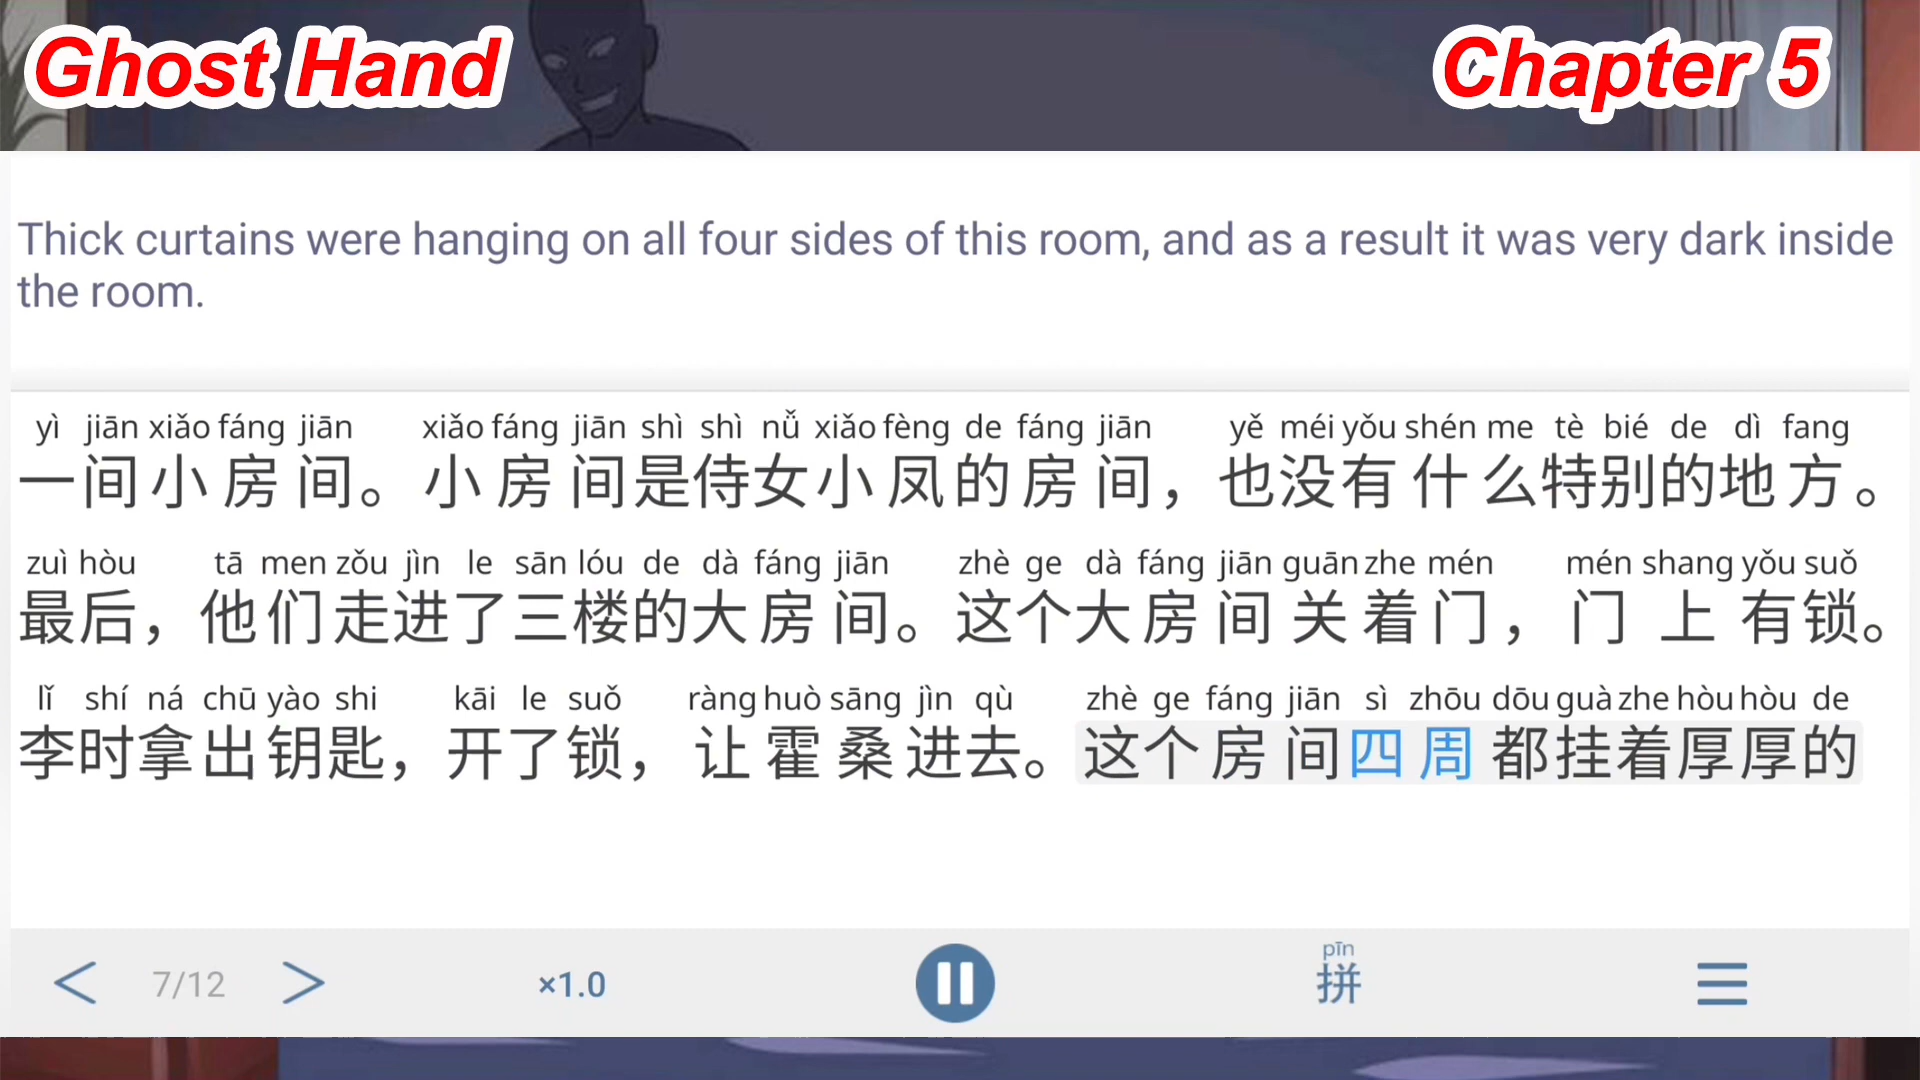 Ghost Hand
Chapter 5
Thick curtains were hanging on all four sides of this room, and as a result it was very dark inside
the room.
yì jiān xiǎo fáng jiān xiǎo fáng jiān shì shì nǚ xiǎo fèng de fáng jiān yě méi yǒu shén me tè bié de dì fang
一间小房间。小房间是侍女小凤的房间，也没有什么特别的地方。
zuì hòu tā men zǒu jìn le sān lóu de dà fáng jiān zhè ge dà fáng jiān guān zhe mén mén shang yǒu suǒ
最后，他们走进了三楼的大房间。这个大房间关着门，门上有锁。
lǐ shí ná chū yào shi kāi le suǒ ràng huò sāng jìn qù zhè ge fáng jiān sì zhōu dōu guà zhe hòu hòu de
李时拿出钥匙，开了锁，让霍桑进去。这个房间四周都挂着厚厚的
7/12
×1.0
pīn
拼